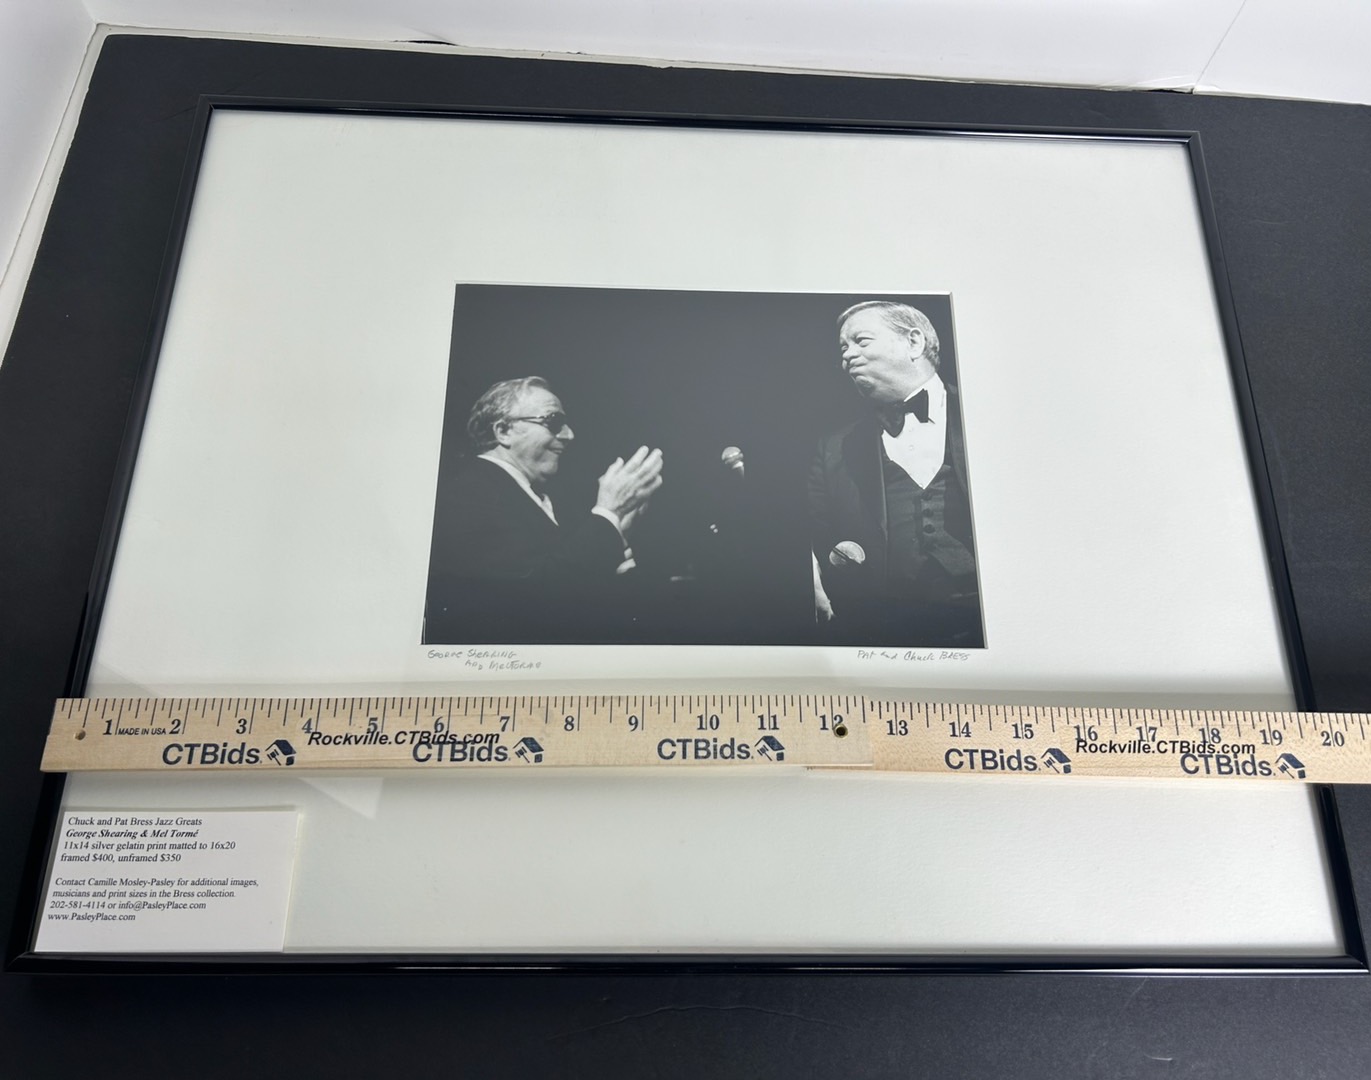 GEORGE SHEARING
AND MEL TORME
PAT and Chuck BRESS
1 MADE IN USA 2 3 4 5 6 7 8 9 10 11 12 13 14 15 16 17 18 19 20
Rockville.CTBids.com Rockville.CTBids.com
CTBids. CTBids. CTBids. CTBids. CTBids.
Chuck and Pat Bress Jazz Greats
George Shearing & Mel Tormé
11x14 silver gelatin print matted to 16x20
framed $400, unframed $350
Contact Camille Mosley-Pasley for additional images,
musicians and print sizes in the Bress collection.
202-581-4114 or info@PasleyPlace.com
www.PasleyPlace.com